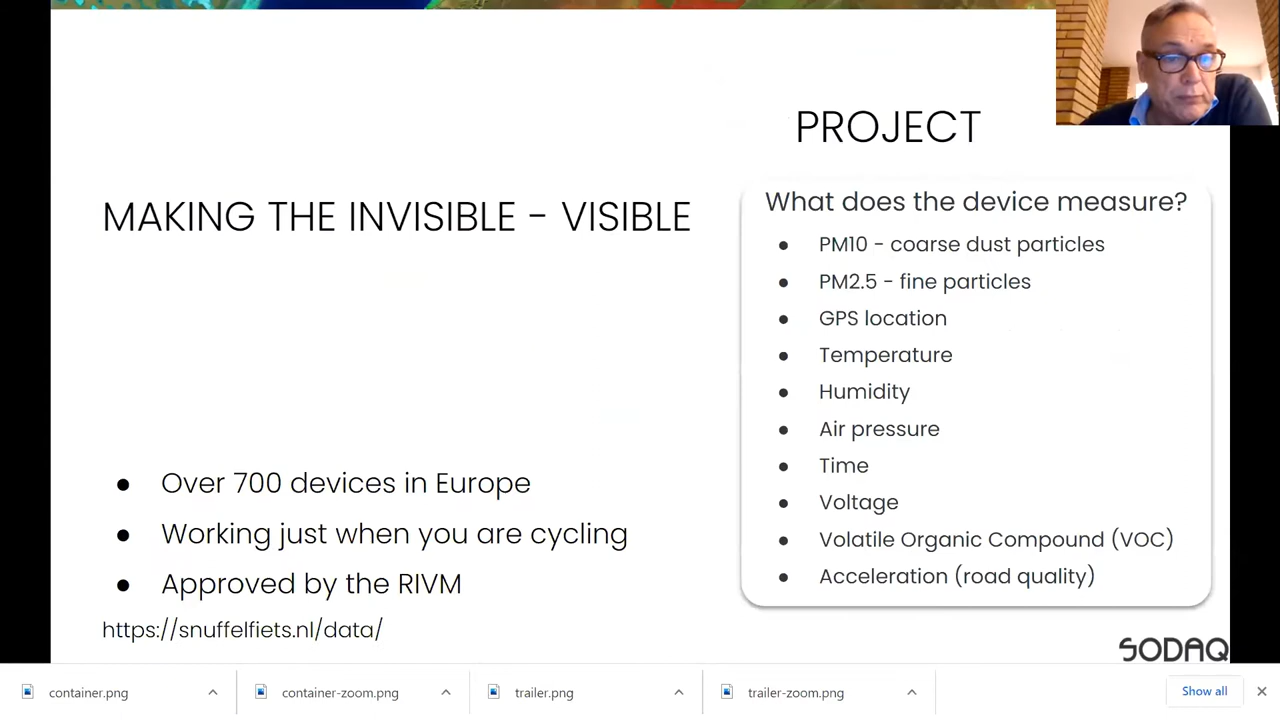 PROJECT
MAKING THE INVISIBLE - VISIBLE
What does the device measure?
● PM10 - coarse dust particles
● PM2.5 - fine particles
● GPS location
● Temperature
● Humidity
● Air pressure
● Time
● Voltage
● Volatile Organic Compound (VOC)
● Acceleration (road quality)
● Over 700 devices in Europe
● Working just when you are cycling
● Approved by the RIVM
https://snuffelfiets.nl/data/
SODAQ
container.png
container-zoom.png
trailer.png
trailer-zoom.png
Show all